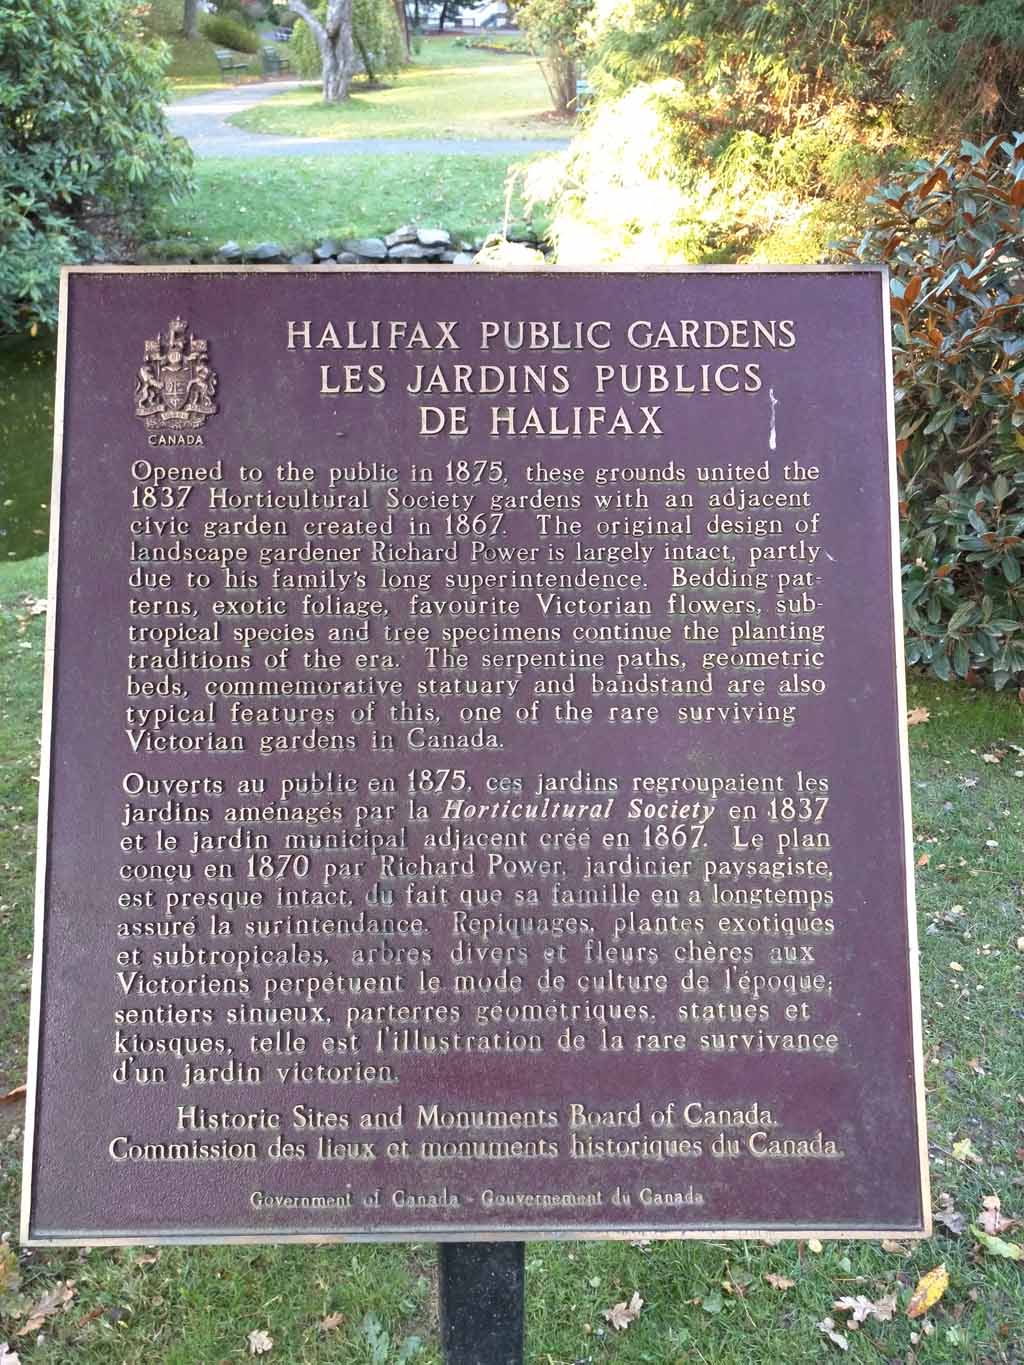 HALIFAX PUBLIC GARDENS
LES JARDINS PUBLICS
DE HALIFAX
CANADA
Opened to the public in 1875, these grounds united the
1837 Horticultural Society gardens with an adjacent
civic garden created in 1867. The original design of
landscape gardener Richard Power is largely intact, partly
due to his family's long superintendence. Bedding pat-
terns, exotic foliage, favourite Victorian flowers, sub-
tropical species and tree specimens continue the planting
traditions of the era. The serpentine paths, geometric
beds, commemorative statuary and bandstand are also
typical features of this, one of the rare surviving
Victorian gardens in Canada.
Ouverts au public en 1875, ces jardins regroupaient les
jardins aménagés par la Horticultural Society en 1837
et le jardin municipal adjacent créé en 1867. Le plan
conçu en 1870 par Richard Power, jardinier paysagiste,
est presque intact, du fait que sa famille en a longtemps
assuré la surintendance. Repiquages, plantes exotiques
et subtropicales, arbres divers et fleurs chères aux
Victoriens perpétuent le mode de culture de l'époque;
sentiers sinueux, parterres géométriques, statues et
kiosques, telle est l'illustration de la rare survivance
d'un jardin victorien.
Historic Sites and Monuments Board of Canada.
Commission des lieux et monuments historiques du Canada.
Government of Canada - Gouvernement du Canada